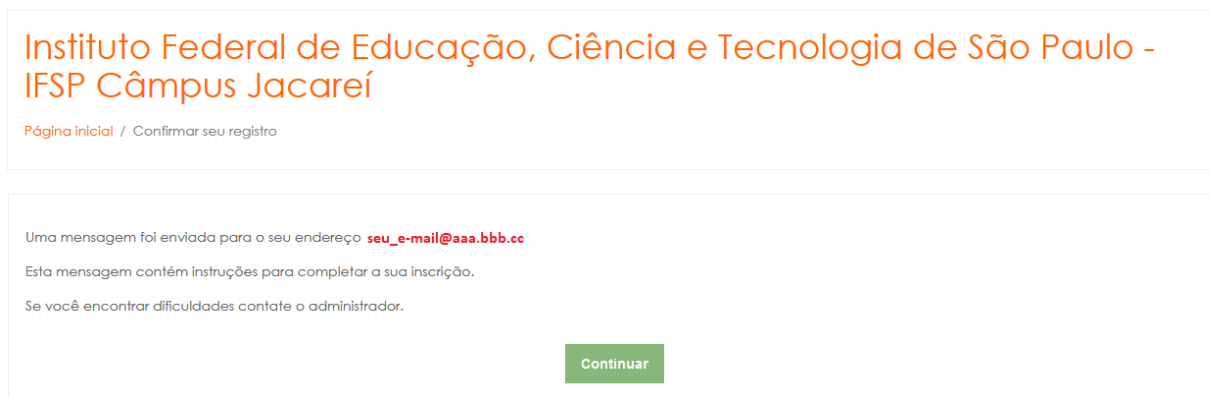 Instituto Federal de Educação, Ciência e Tecnologia de São Paulo -
IFSP Câmpus Jacareí
Página inicial / Confirmar seu registro
Uma mensagem foi enviada para o seu endereço seu_e-mail@aaa.bbb.cc
Esta mensagem contém instruções para completar a sua inscrição.
Se você encontrar dificuldades contate o administrador.
Continuar